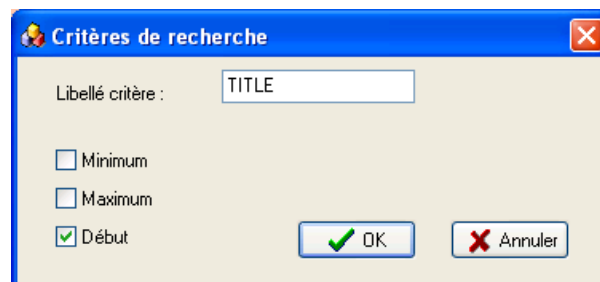 Critères de recherche
Libellé critère : TITLE
Minimum
Maximum
Début
OK Annuler